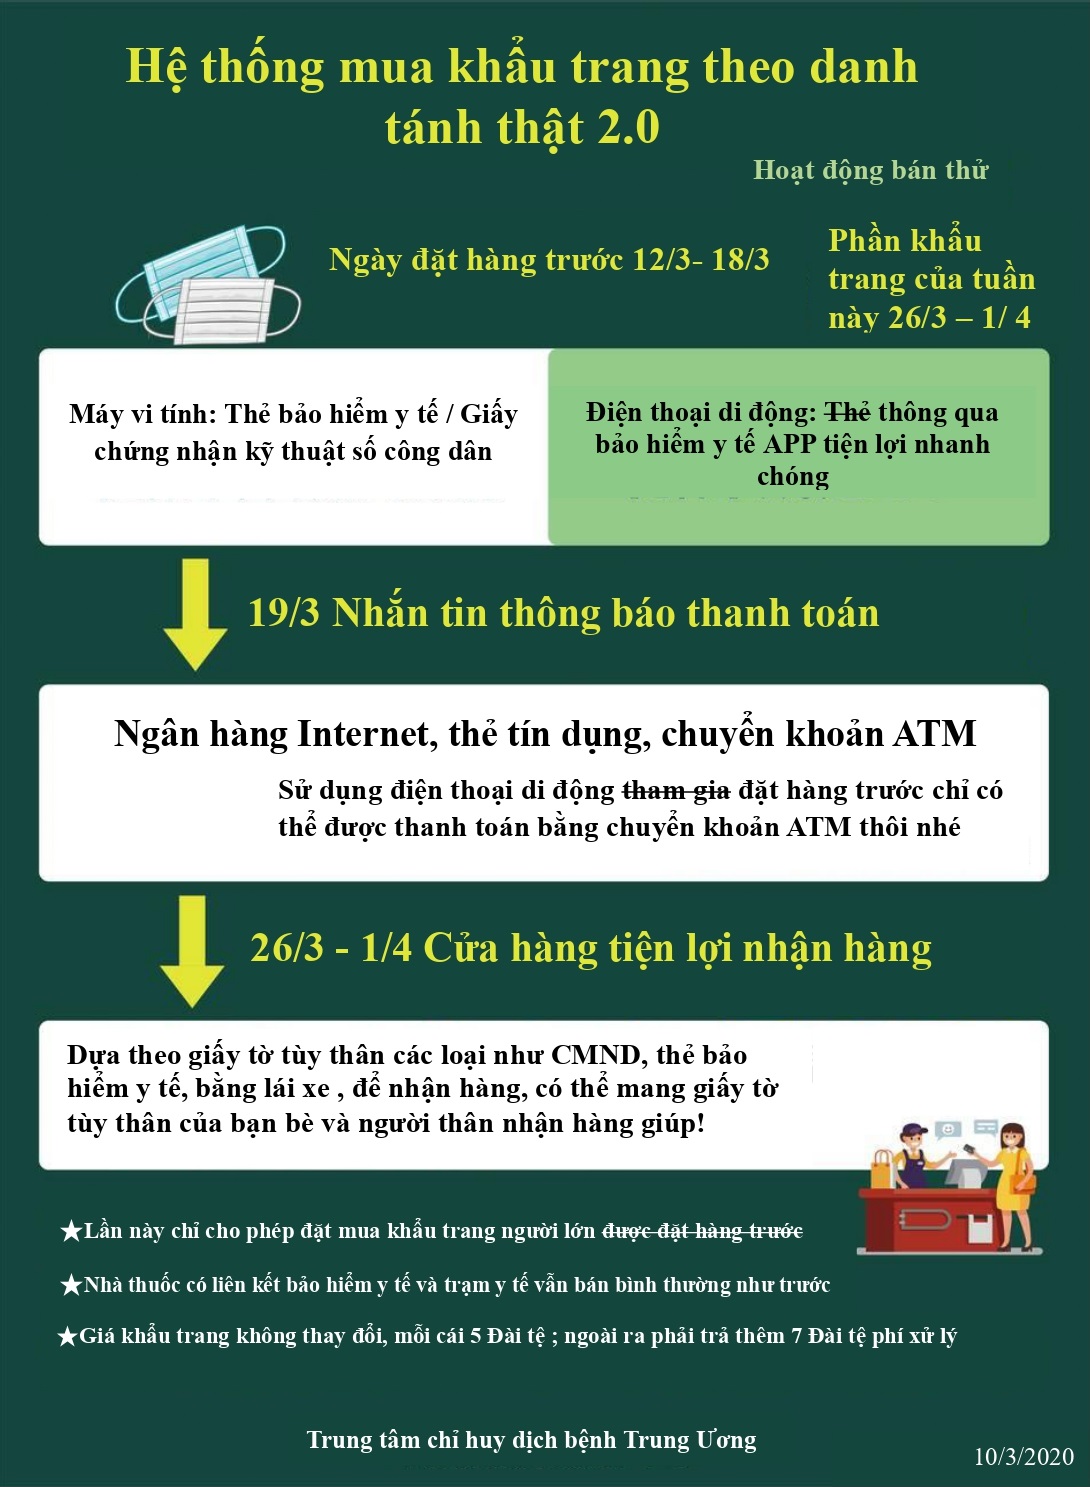 Hệ thống mua khẩu trang theo danh
tánh thật 2.0
Hoạt động bán thử
Ngày đặt hàng trước 12/3- 18/3
Phần khẩu
trang của tuần
này 26/3 – 1/ 4
Máy vi tính: Thẻ bảo hiểm y tế / Giấy
chứng nhận kỹ thuật số công dân
Điện thoại di động: Thẻ thông qua
bảo hiểm y tế APP tiện lợi nhanh
chóng
19/3 Nhắn tin thông báo thanh toán
Ngân hàng Internet, thẻ tín dụng, chuyển khoản ATM
Sử dụng điện thoại di động tham gia đặt hàng trước chỉ có
thể được thanh toán bằng chuyển khoản ATM thôi nhé
26/3 - 1/4 Cửa hàng tiện lợi nhận hàng
Dựa theo giấy tờ tùy thân các loại như CMND, thẻ bảo
hiểm y tế, bằng lái xe , để nhận hàng, có thể mang giấy tờ
tùy thân của bạn bè và người thân nhận hàng giúp!
★Lần này chỉ cho phép đặt mua khẩu trang người lớn được đặt hàng trước
★Nhà thuốc có liên kết bảo hiểm y tế và trạm y tế vẫn bán bình thường như trước
★Giá khẩu trang không thay đổi, mỗi cái 5 Đài tệ ; ngoài ra phải trả thêm 7 Đài tệ phí xử lý
Trung tâm chỉ huy dịch bệnh Trung Ương
10/3/2020